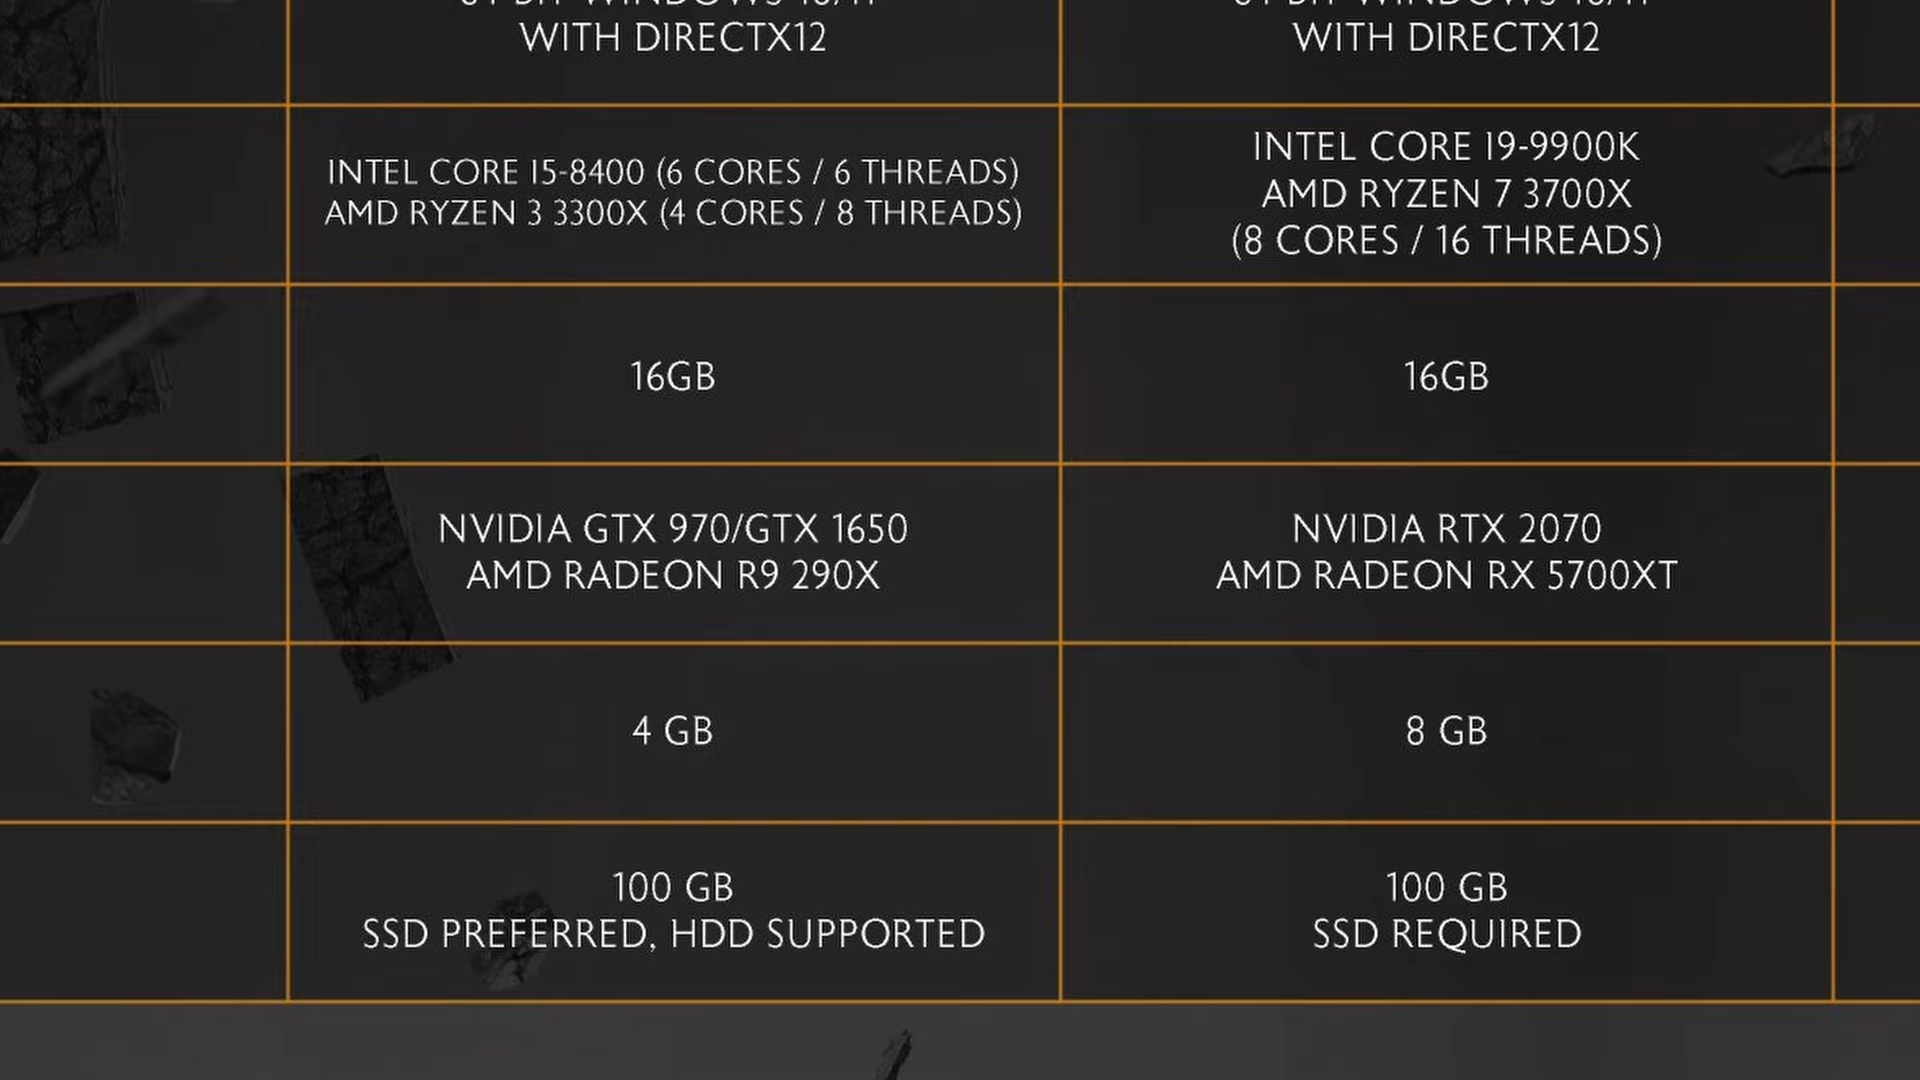 WITH DIRECTX12
WITH DIRECTX12
INTEL CORE I5-8400 (6 CORES / 6 THREADS)
AMD RYZEN 3 3300X (4 CORES / 8 THREADS)
INTEL CORE I9-9900K
AMD RYZEN 7 3700X
(8 CORES / 16 THREADS)
16GB
16GB
NVIDIA GTX 970/GTX 1650
AMD RADEON R9 290X
NVIDIA RTX 2070
AMD RADEON RX 5700XT
4 GB
8 GB
100 GB
SSD PREFERRED, HDD SUPPORTED
100 GB
SSD REQUIRED